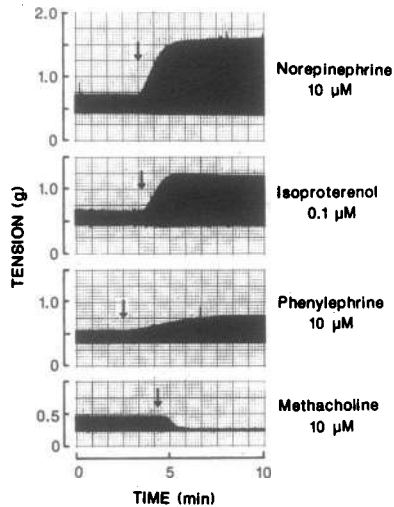 2.0
1.0
0
Norepinephrine
10 µM
1.0
0
Isoproterenol
0.1 µM
1.0
0
Phenylephrine
10 µM
0.5
0
Methacholine
10 µM
TENSION (g)
0 5 10
TIME (min)